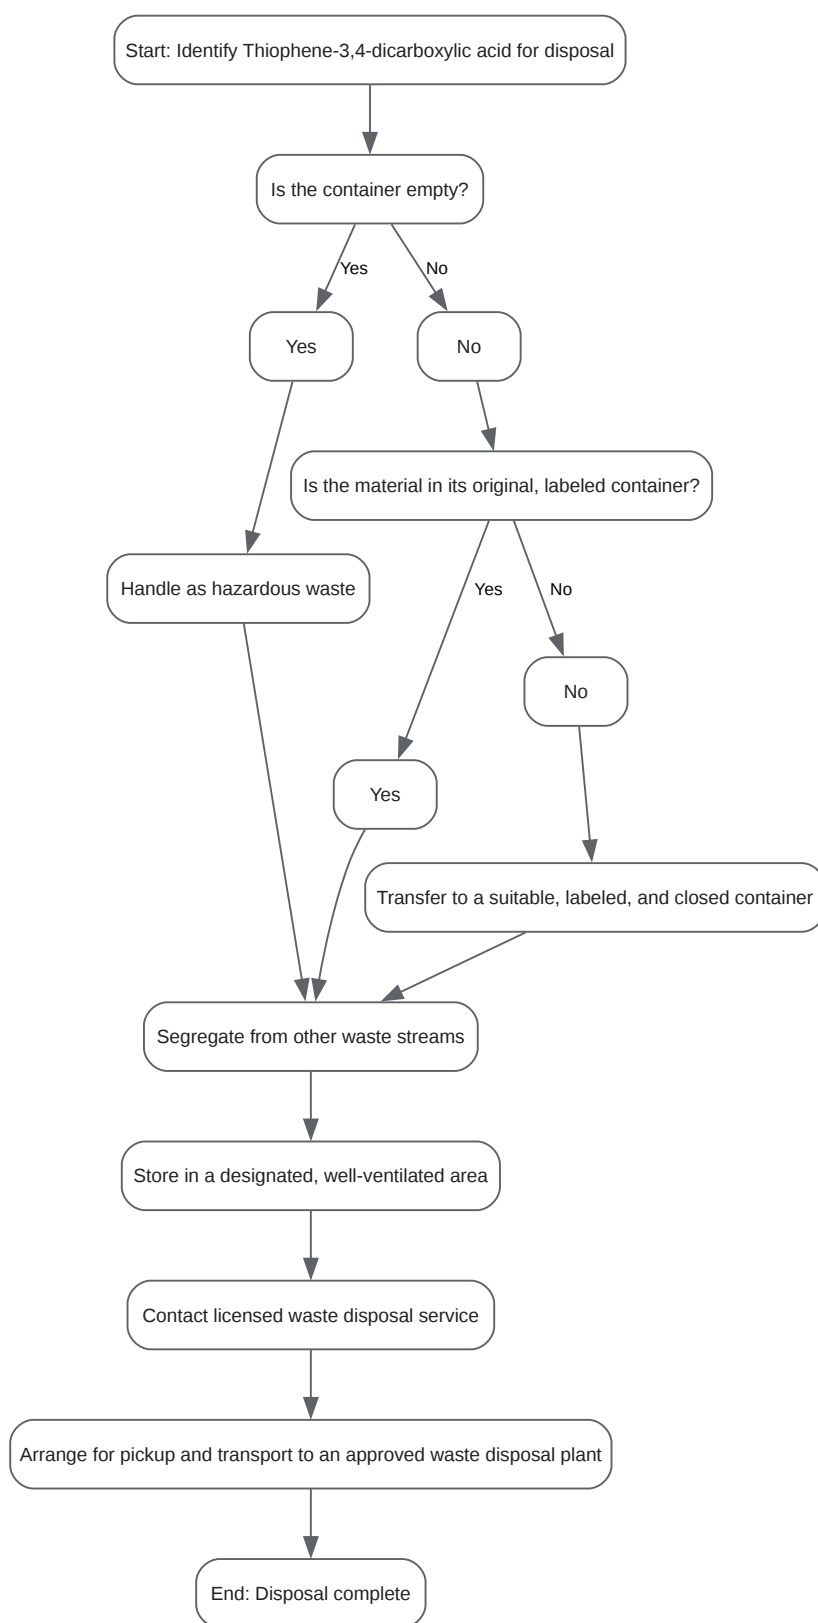 Start: Identify Thiophene-3,4-dicarboxylic acid for disposal
Is the container empty?
Yes
No
Yes
No
Is the material in its original, labeled container?
Handle as hazardous waste
Yes
No
No
Yes
Transfer to a suitable, labeled, and closed container
Segregate from other waste streams
Store in a designated, well-ventilated area
Contact licensed waste disposal service
Arrange for pickup and transport to an approved waste disposal plant
End: Disposal complete